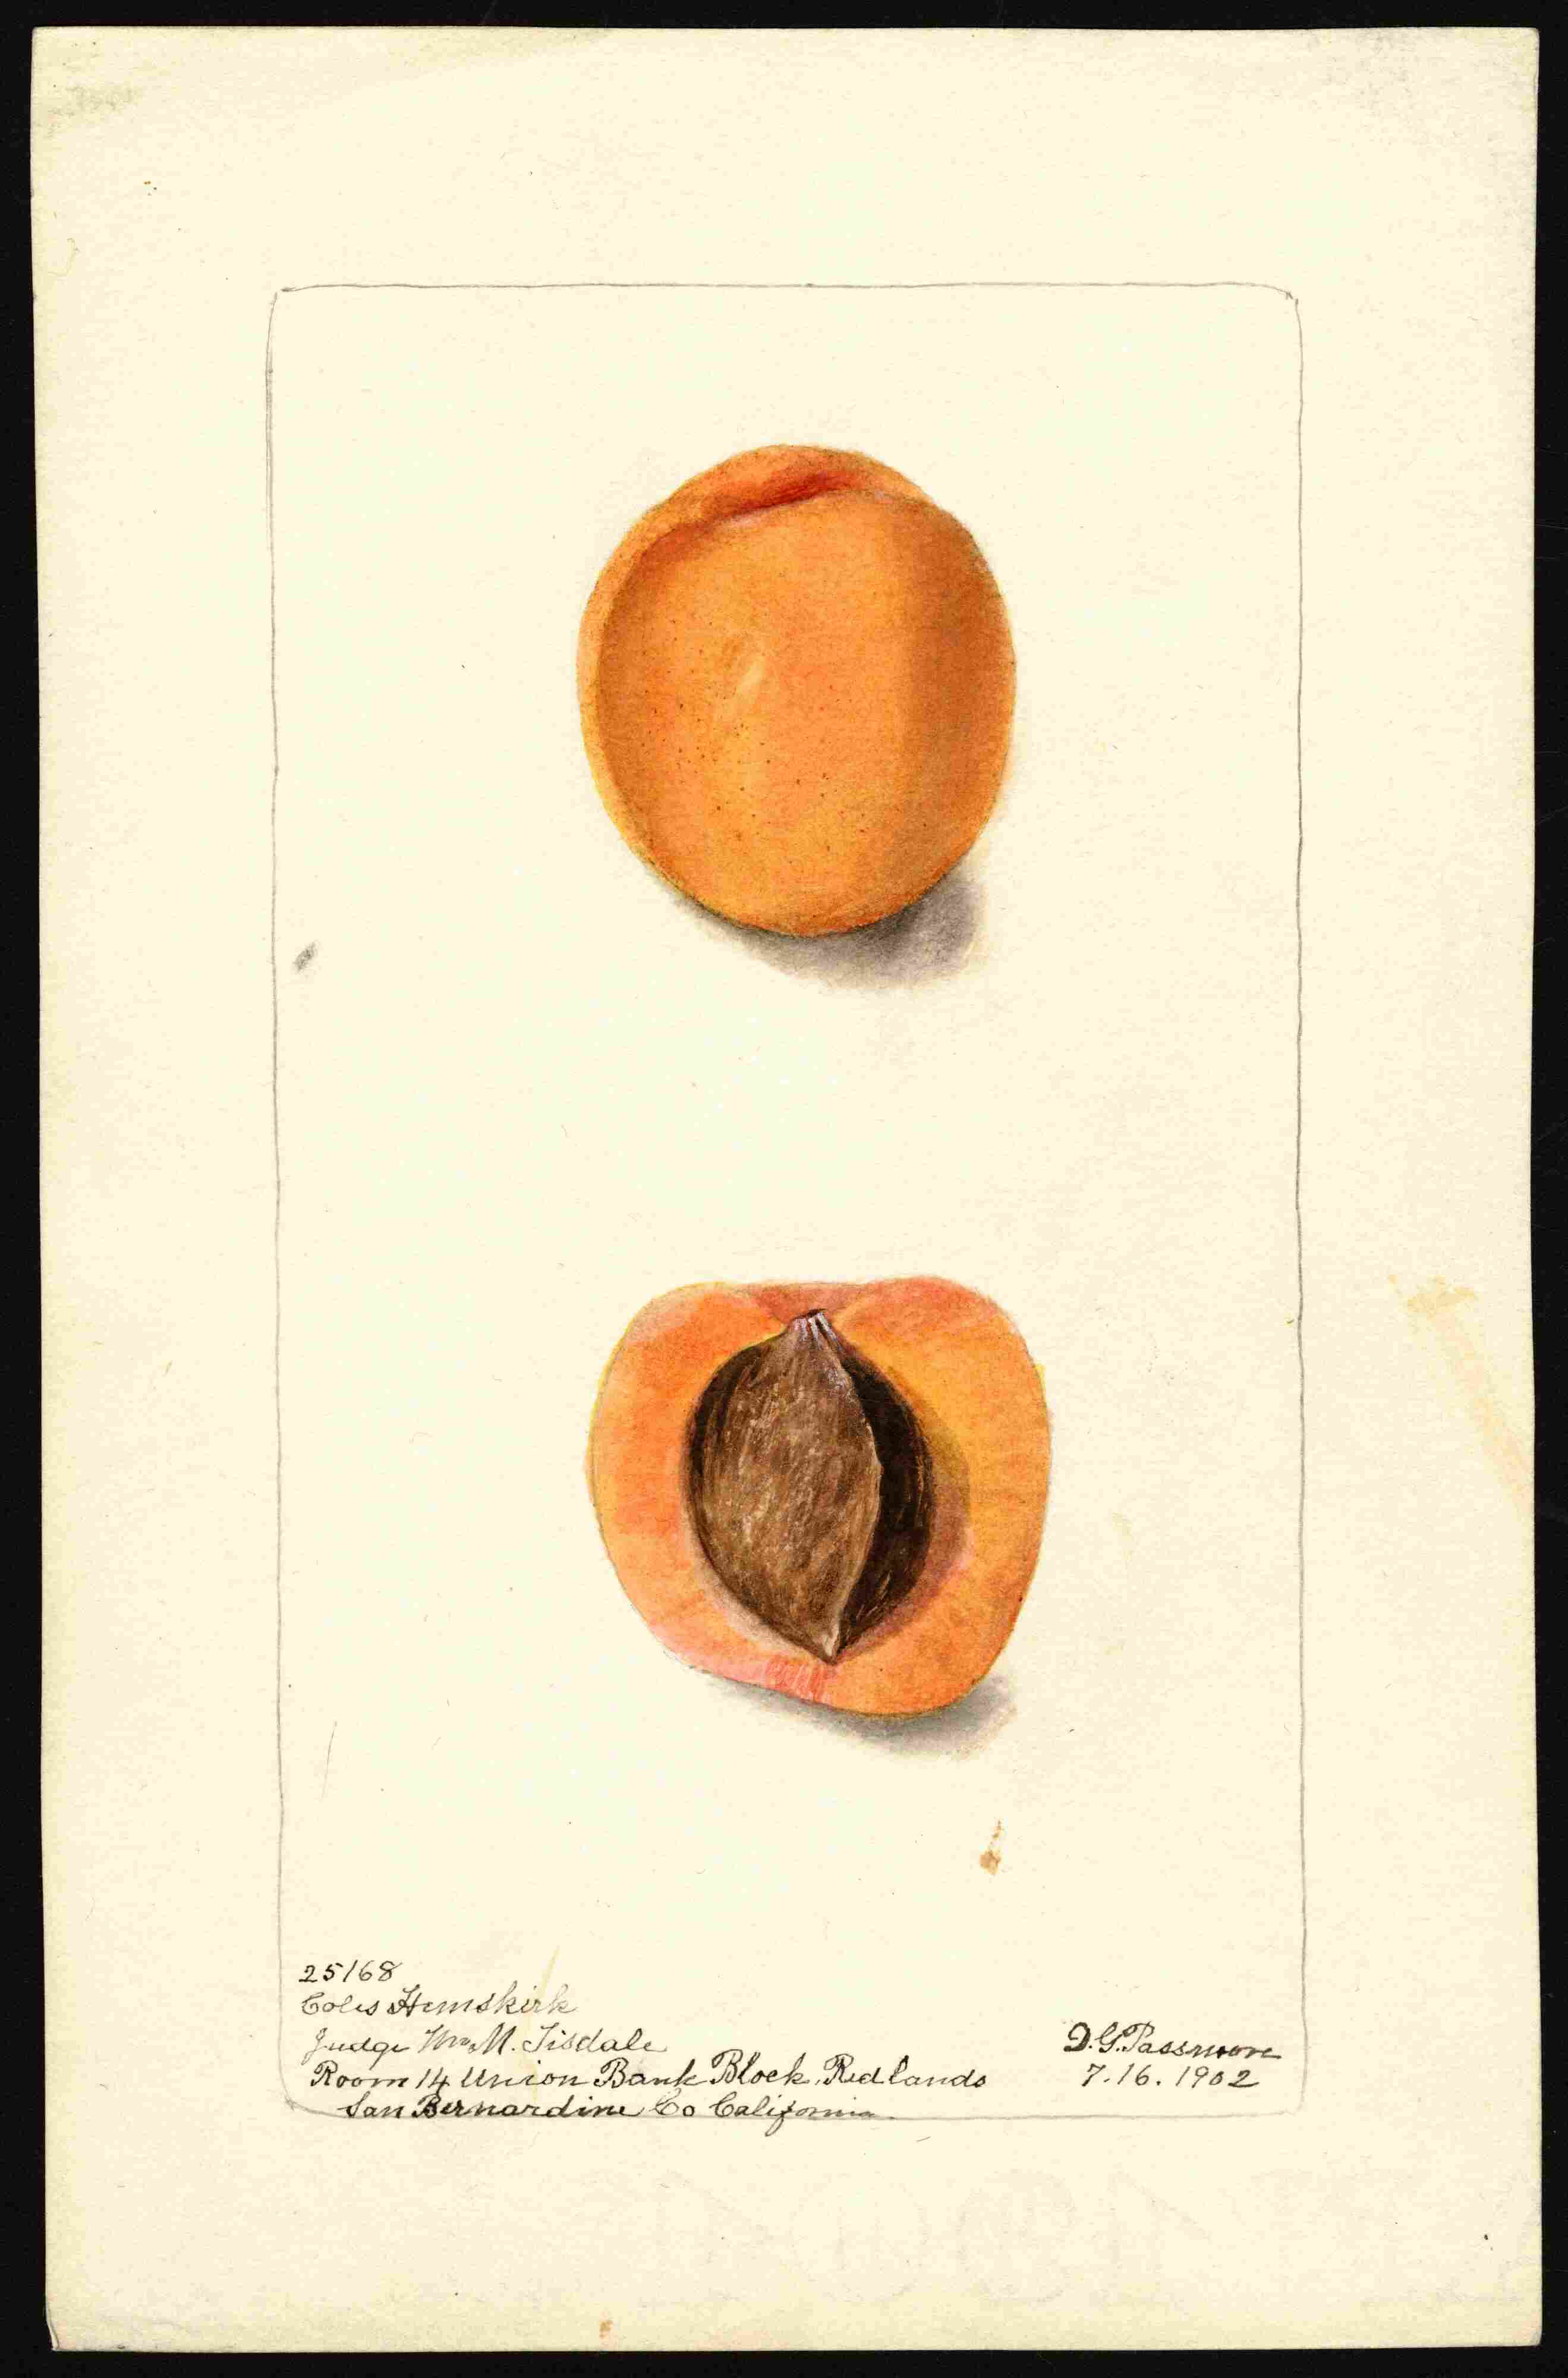 25168
Coles Hemskirk
Judge Wm. M. Tisdale
Room 14 Union Bank Block, Redlands
San Bernardine Co California.
D.G. Passmore
7.16.1902